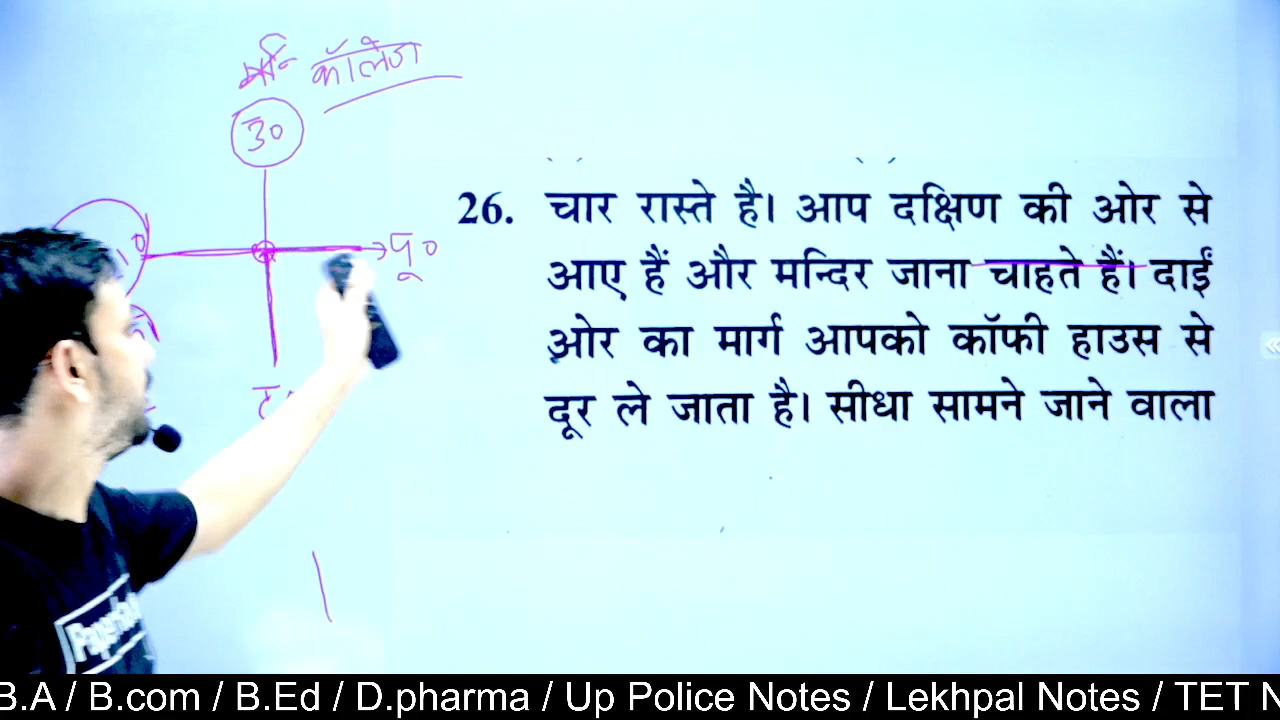 कॉलेज
उ०
पू०
26. चार रास्ते है। आप दक्षिण की ओर से
आए हैं और मन्दिर जाना चाहते हैं। दाईं
ओर का मार्ग आपको कॉफी हाउस से
दूर ले जाता है। सीधा सामने जाने वाला
B.A / B.com / B.Ed / D.pharma / Up Police Notes / Lekhpal Notes / TET N